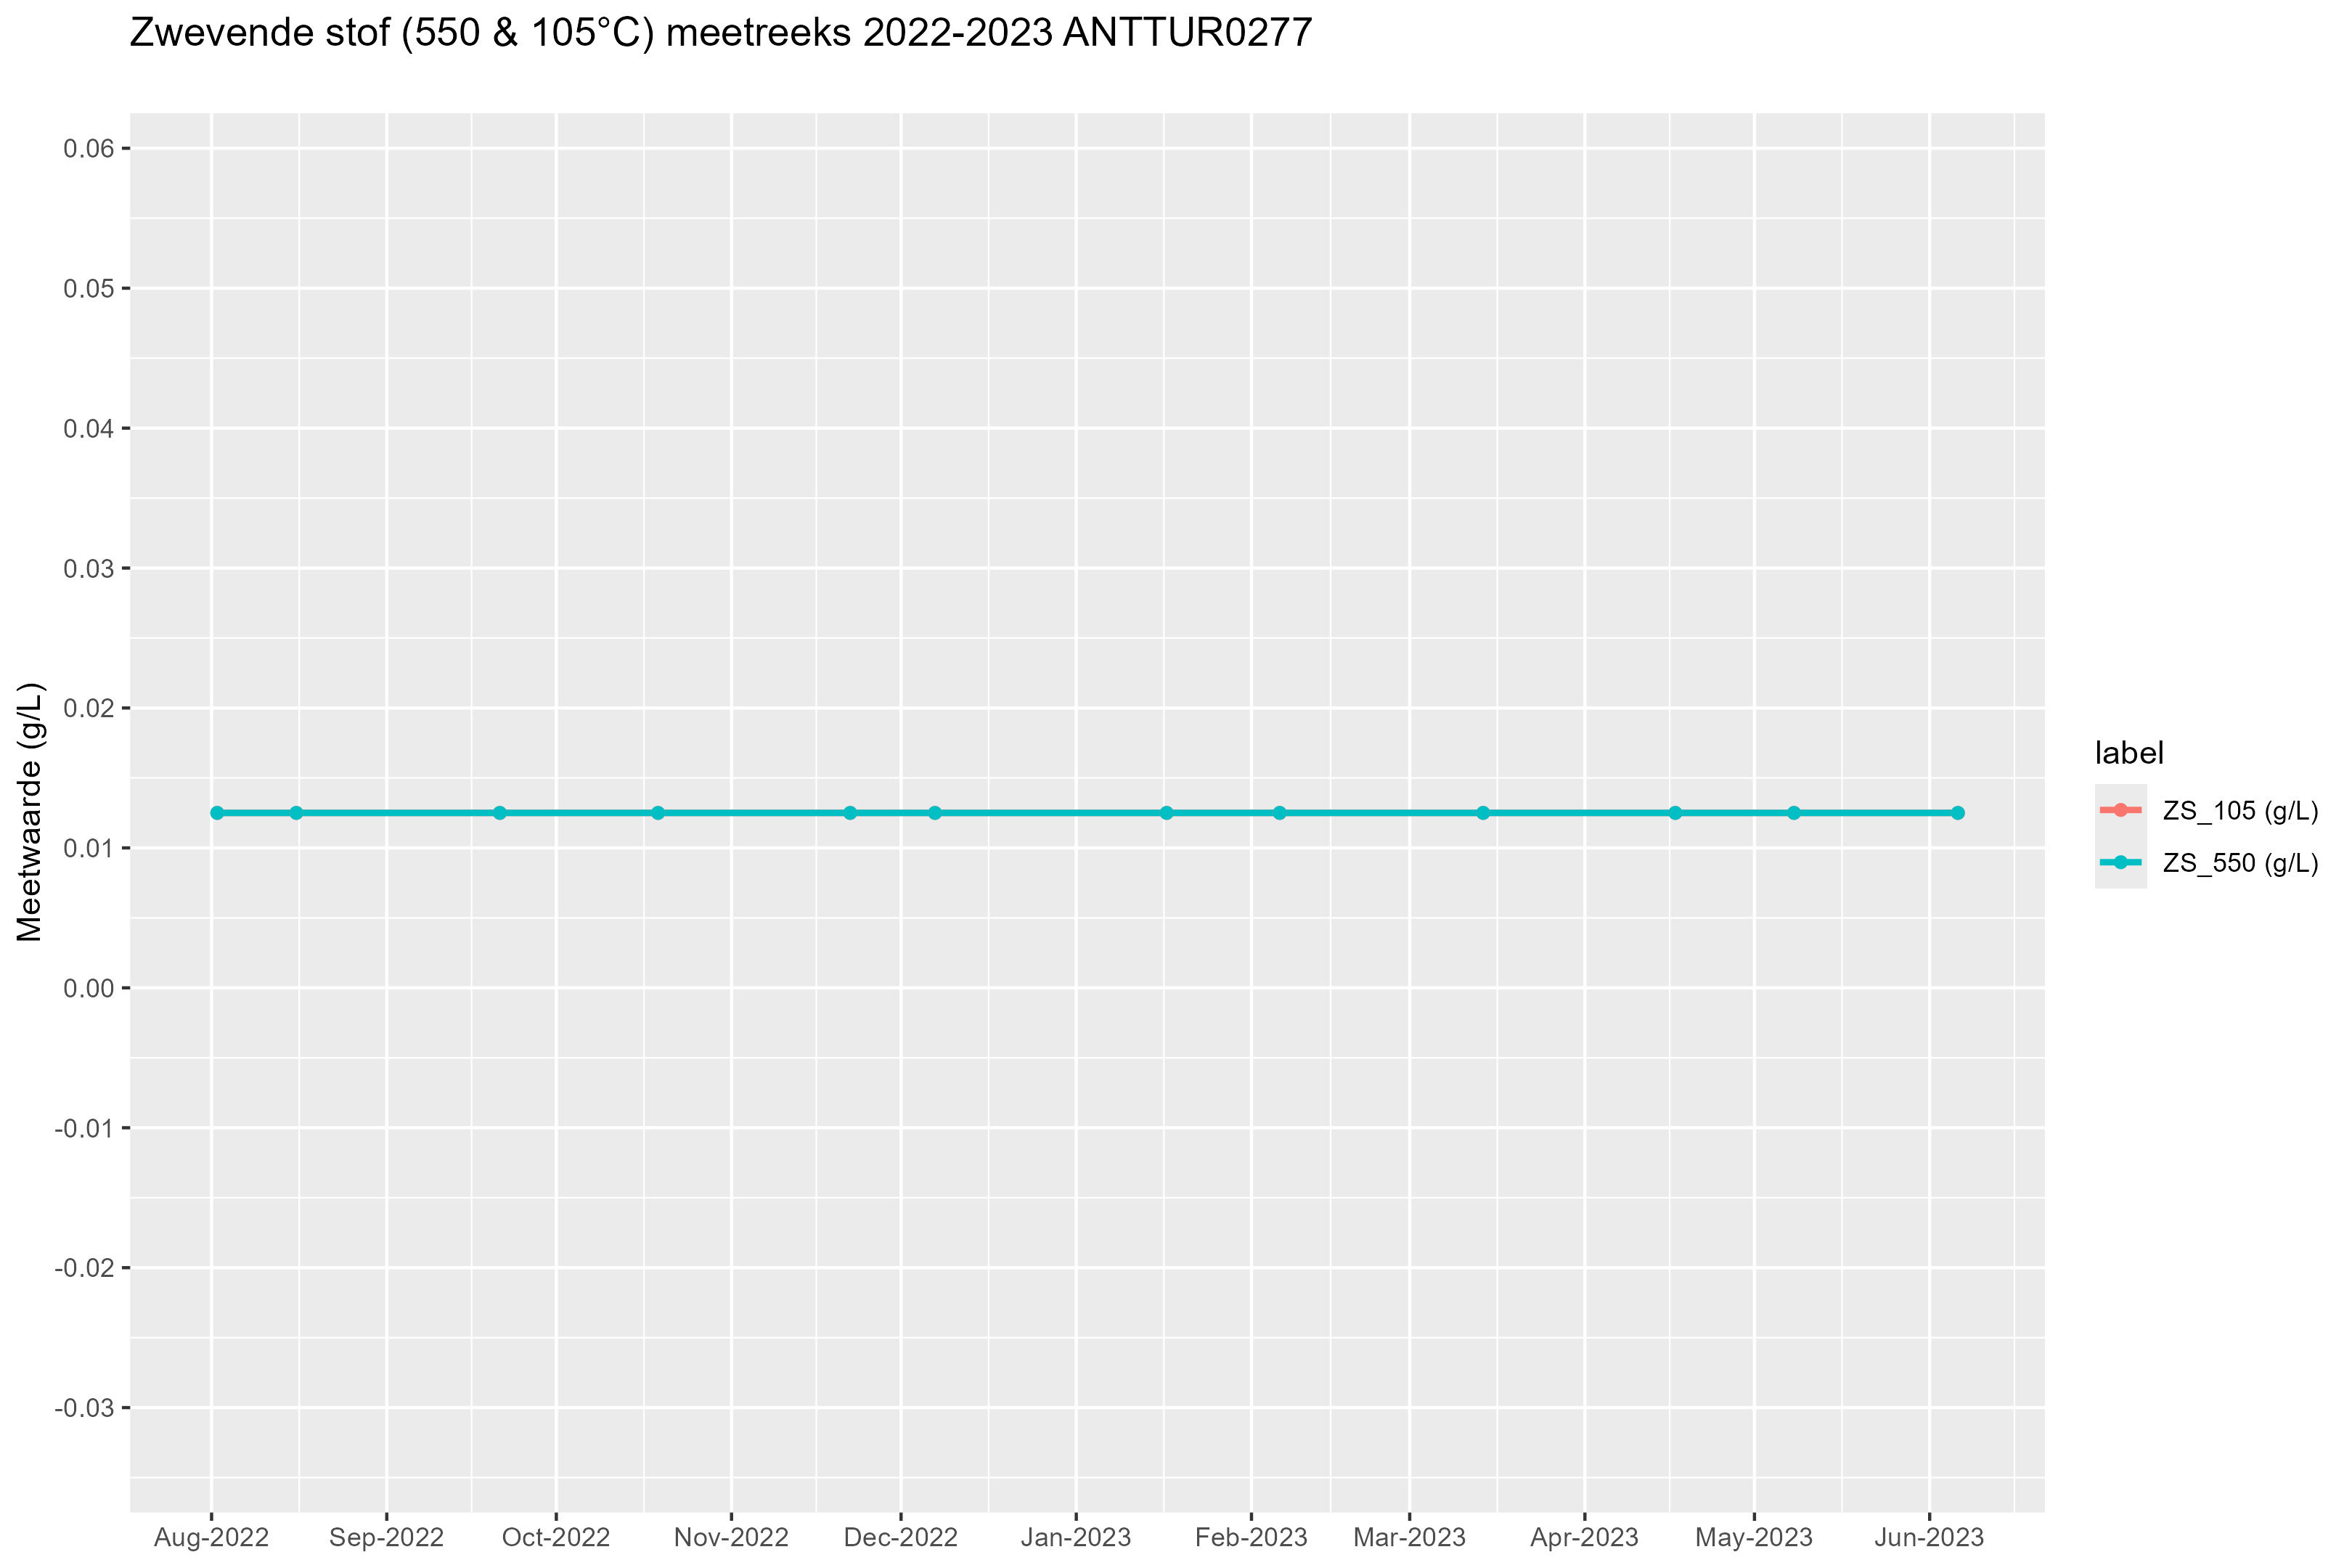 Zwevende stof (550 & 105°C) meetreeks 2022-2023 ANTTUR0277
Meetwaarde (g/L)
0.06
0.05
0.04
0.03
0.02
0.01
0.00
-0.01
-0.02
-0.03
Aug-2022
Sep-2022
Oct-2022
Nov-2022
Dec-2022
Jan-2023
Feb-2023
Mar-2023
Apr-2023
May-2023
Jun-2023
label
ZS_105 (g/L)
ZS_550 (g/L)